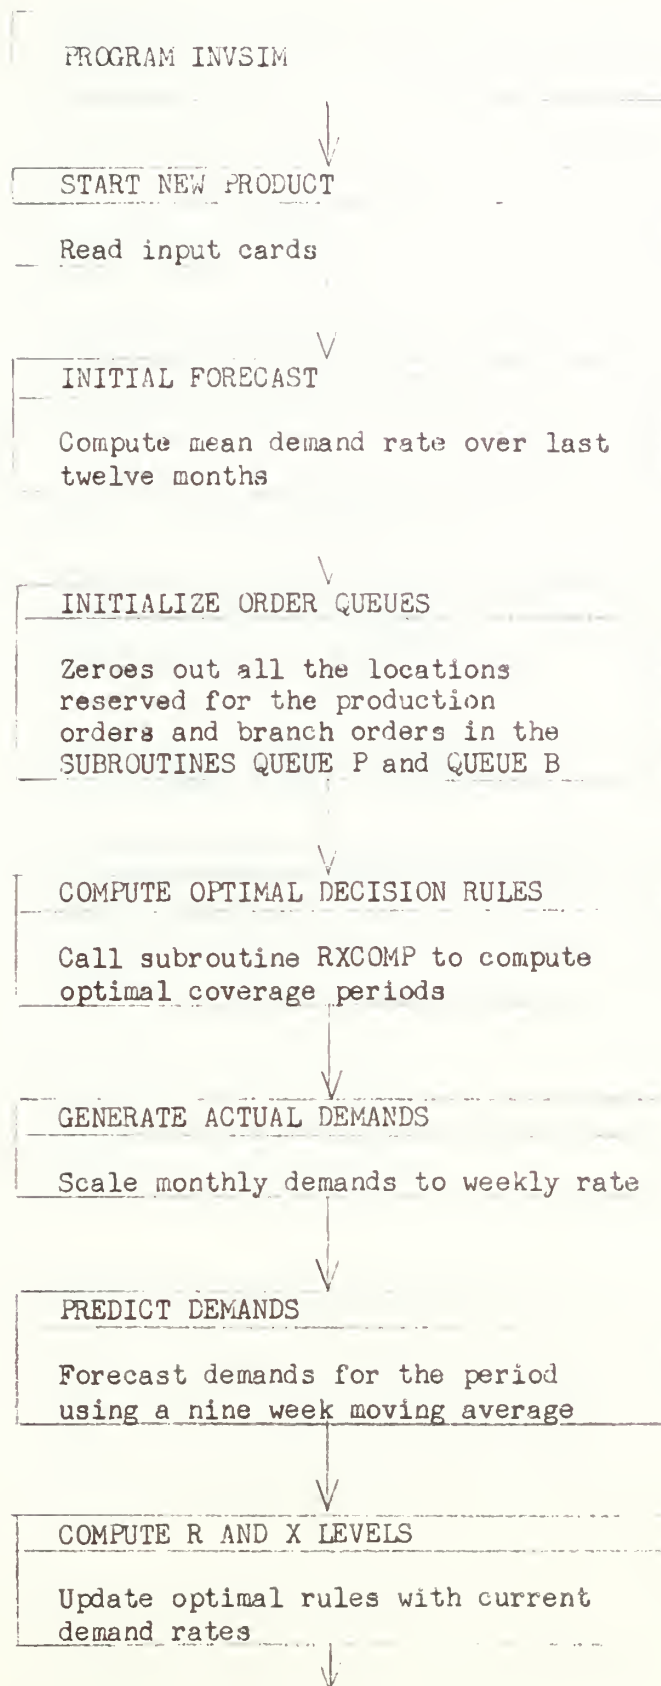 PROGRAM INVSIM
START NEW PRODUCT
Read input cards
INITIAL FORECAST
Compute mean demand rate over last
twelve months
INITIALIZE ORDER QUEUES
Zeroes out all the locations
reserved for the production
orders and branch orders in the
SUBROUTINES QUEUE P and QUEUE B
COMPUTE OPTIMAL DECISION RULES
Call subroutine RXCOMP to compute
optimal coverage periods
GENERATE ACTUAL DEMANDS
Scale monthly demands to weekly rate
PREDICT DEMANDS
Forecast demands for the period
using a nine week moving average
COMPUTE R AND X LEVELS
Update optimal rules with current
demand rates